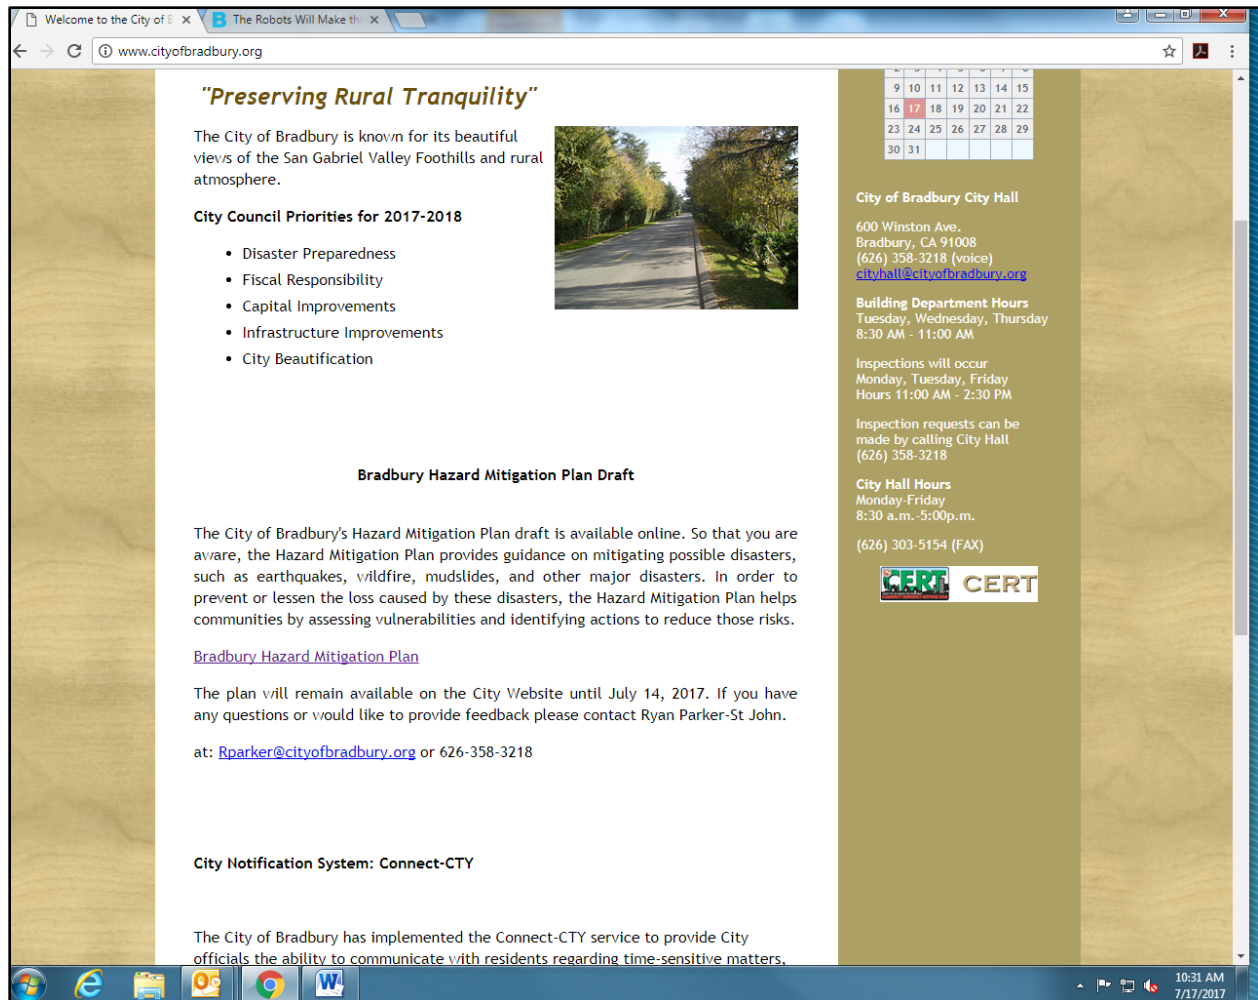 Welcome to the City of B
The Robots Will Make th
www.cityofbradbury.org
"Preserving Rural Tranquility"
The City of Bradbury is known for its beautiful
views of the San Gabriel Valley Foothills and rural
atmosphere.
City Council Priorities for 2017-2018
• Disaster Preparedness
• Fiscal Responsibility
• Capital Improvements
• Infrastructure Improvements
• City Beautification
Bradbury Hazard Mitigation Plan Draft
The City of Bradbury's Hazard Mitigation Plan draft is available online. So that you are
aware, the Hazard Mitigation Plan provides guidance on mitigating possible disasters,
such as earthquakes, wildfire, mudslides, and other major disasters. In order to
prevent or lessen the loss caused by these disasters, the Hazard Mitigation Plan helps
communities by assessing vulnerabilities and identifying actions to reduce those risks.
Bradbury Hazard Mitigation Plan
The plan will remain available on the City Website until July 14, 2017. If you have
any questions or would like to provide feedback please contact Ryan Parker-St John.
at: Rparker@cityofbradbury.org or 626-358-3218
City Notification System: Connect-CTY
The City of Bradbury has implemented the Connect-CTY service to provide City
officials the ability to communicate with residents regarding time-sensitive matters,
2 3 4 5 6 7 8
9 10 11 12 13 14 15
16 17 18 19 20 21 22
23 24 25 26 27 28 29
30 31
City of Bradbury City Hall
600 Winston Ave.
Bradbury, CA 91008
(626) 358-3218 (voice)
cityhall@cityofbradbury.org
Building Department Hours
Tuesday, Wednesday, Thursday
8:30 AM - 11:00 AM
Inspections will occur
Monday, Tuesday, Friday
Hours 11:00 AM - 2:30 PM
Inspection requests can be
made by calling City Hall
(626) 358-3218
City Hall Hours
Monday-Friday
8:30 a.m.-5:00p.m.
(626) 303-5154 (FAX)
CERT CERT
10:31 AM
7/17/2017